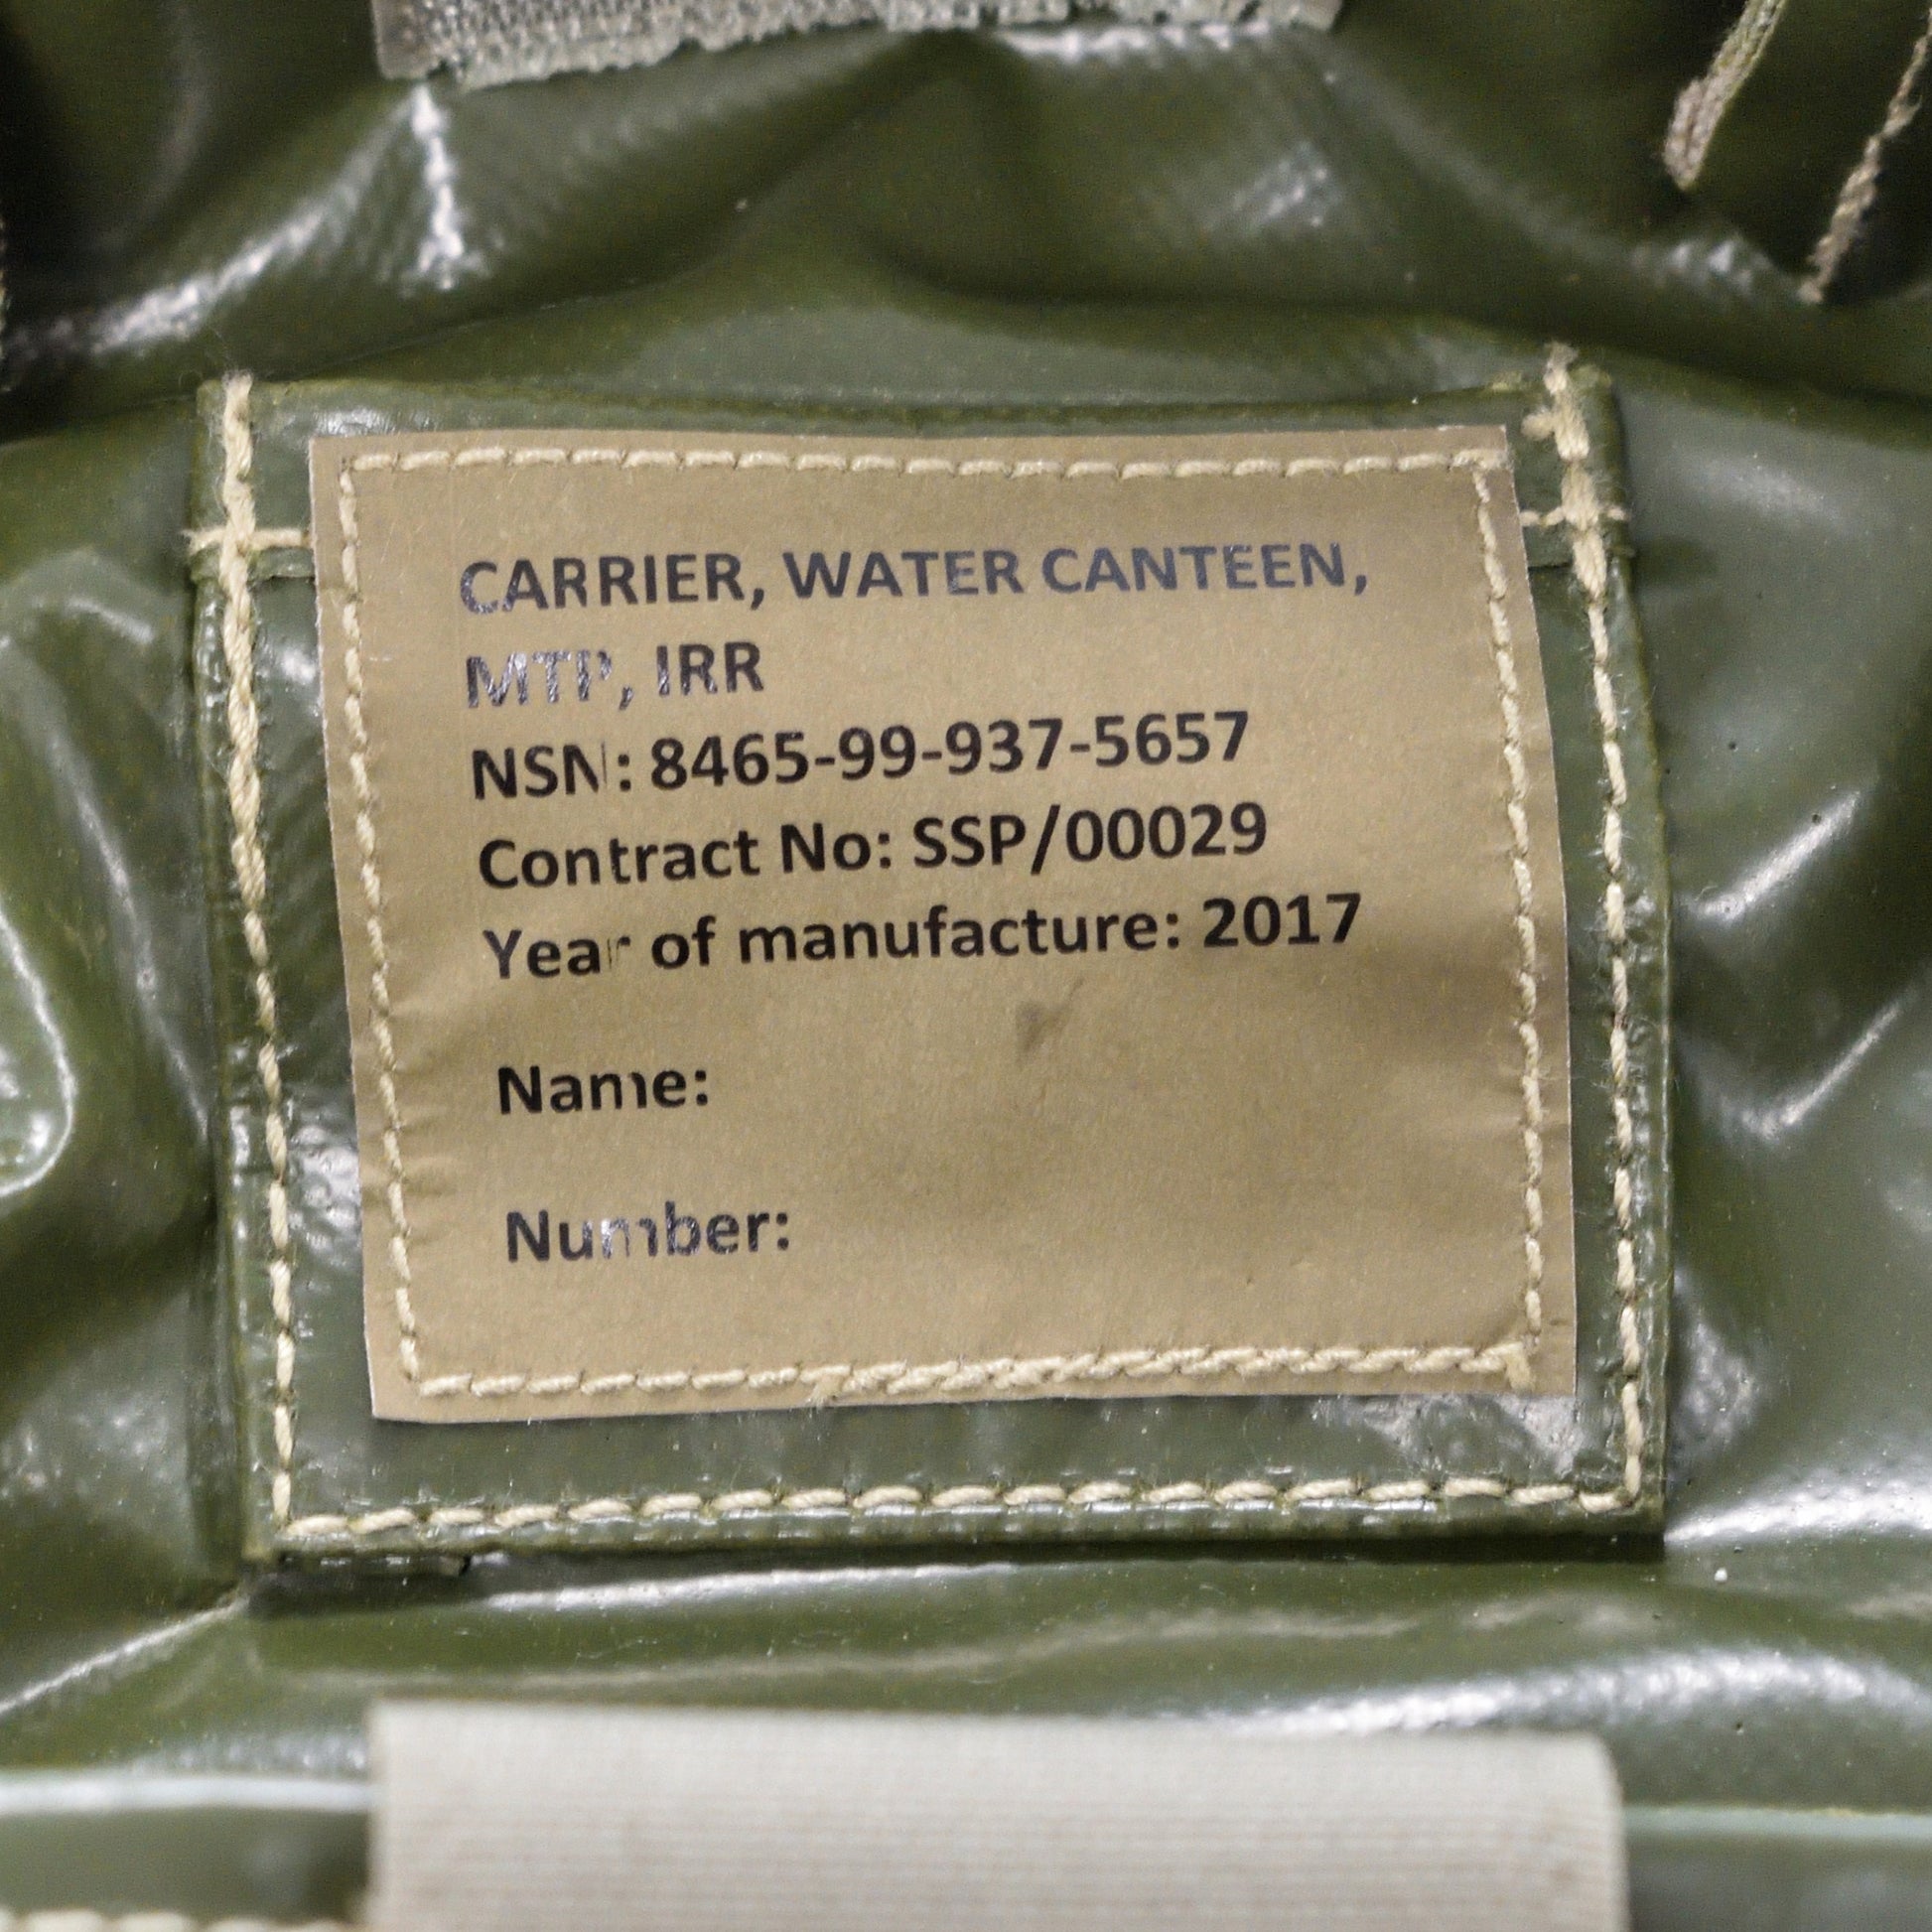 CARRIER, WATER CANTEEN,
MTP, IRR
NSN: 8465-99-937-5657
Contract No: SSP/00029
Year of manufacture: 2017
Name:
Number: